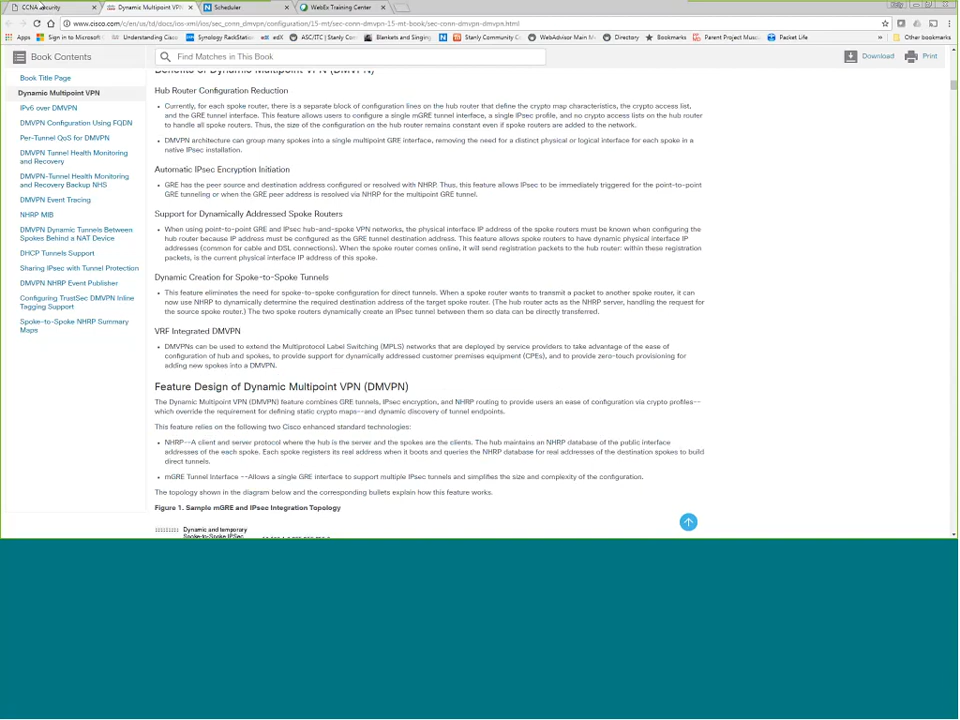 CCNA Security
Dynamic Multipoint VPN
Scheduler
WebEx Training Center
www.cisco.com/c/en/us/td/docs/ios-xml/ios/sec_conn_dmvpn/configuration/15-mt/sec-conn-dmvpn-15-mt-book/sec-conn-dmvpn-dmvpn.html
Apps Sign in to Microsoft Understanding Cisco Synology RackStation edX ASC/ITC | Stanly Com Blankets and Singing Stanly Community C WebAdvisor Main M Directory Bookmarks Parent Project Musc Packet Life » Other bookmarks
Book Contents
Find Matches in This Book
Download
Print
Book Title Page
Dynamic Multipoint VPN
IPv6 over DMVPN
DMVPN Configuration Using FQDN
Per-Tunnel QoS for DMVPN
DMVPN Tunnel Health Monitoring
and Recovery
DMVPN-Tunnel Health Monitoring
and Recovery Backup NHS
DMVPN Event Tracing
NHRP MIB
DMVPN Dynamic Tunnels Between
Spokes Behind a NAT Device
DHCP Tunnels Support
Sharing IPsec with Tunnel Protection
DMVPN NHRP Event Publisher
Configuring TrustSec DMVPN Inline
Tagging Support
Spoke-to-Spoke NHRP Summary
Maps
Benefits of Dynamic Multipoint VPN (DMVPN)
Hub Router Configuration Reduction
• Currently, for each spoke router, there is a separate block of configuration lines on the hub router that define the crypto map characteristics, the crypto access list,
and the GRE tunnel interface. This feature allows users to configure a single mGRE tunnel interface, a single IPsec profile, and no crypto access lists on the hub router
to handle all spoke routers. Thus, the size of the configuration on the hub router remains constant even if spoke routers are added to the network.
• DMVPN architecture can group many spokes into a single multipoint GRE interface, removing the need for a distinct physical or logical interface for each spoke in a
native IPsec installation.
Automatic IPsec Encryption Initiation
• GRE has the peer source and destination address configured or resolved with NHRP. Thus, this feature allows IPsec to be immediately triggered for the point-to-point
GRE tunneling or when the GRE peer address is resolved via NHRP for the multipoint GRE tunnel.
Support for Dynamically Addressed Spoke Routers
• When using point-to-point GRE and IPsec hub-and-spoke VPN networks, the physical interface IP address of the spoke routers must be known when configuring the
hub router because IP address must be configured as the GRE tunnel destination address. This feature allows spoke routers to have dynamic physical interface IP
addresses (common for cable and DSL connections). When the spoke router comes online, it will send registration packets to the hub router: within these registration
packets, is the current physical interface IP address of this spoke.
Dynamic Creation for Spoke-to-Spoke Tunnels
• This feature eliminates the need for spoke-to-spoke configuration for direct tunnels. When a spoke router wants to transmit a packet to another spoke router, it can
now use NHRP to dynamically determine the required destination address of the target spoke router. (The hub router acts as the NHRP server, handling the request for
the source spoke router.) The two spoke routers dynamically create an IPsec tunnel between them so data can be directly transferred.
VRF Integrated DMVPN
• DMVPNs can be used to extend the Multiprotocol Label Switching (MPLS) networks that are deployed by service providers to take advantage of the ease of
configuration of hub and spokes, to provide support for dynamically addressed customer premises equipment (CPEs), and to provide zero-touch provisioning for
adding new spokes into a DMVPN.
Feature Design of Dynamic Multipoint VPN (DMVPN)
The Dynamic Multipoint VPN (DMVPN) feature combines GRE tunnels, IPsec encryption, and NHRP routing to provide users an ease of configuration via crypto profiles--
which override the requirement for defining static crypto maps--and dynamic discovery of tunnel endpoints.
This feature relies on the following two Cisco enhanced standard technologies:
• NHRP--A client and server protocol where the hub is the server and the spokes are the clients. The hub maintains an NHRP database of the public interface
addresses of the each spoke. Each spoke registers its real address when it boots and queries the NHRP database for real addresses of the destination spokes to build
direct tunnels.
• mGRE Tunnel Interface --Allows a single GRE interface to support multiple IPsec tunnels and simplifies the size and complexity of the configuration.
The topology shown in the diagram below and the corresponding bullets explain how this feature works.
Figure 1. Sample mGRE and IPsec Integration Topology
Dynamic and temporary
Spoke-to-Spoke IPSec